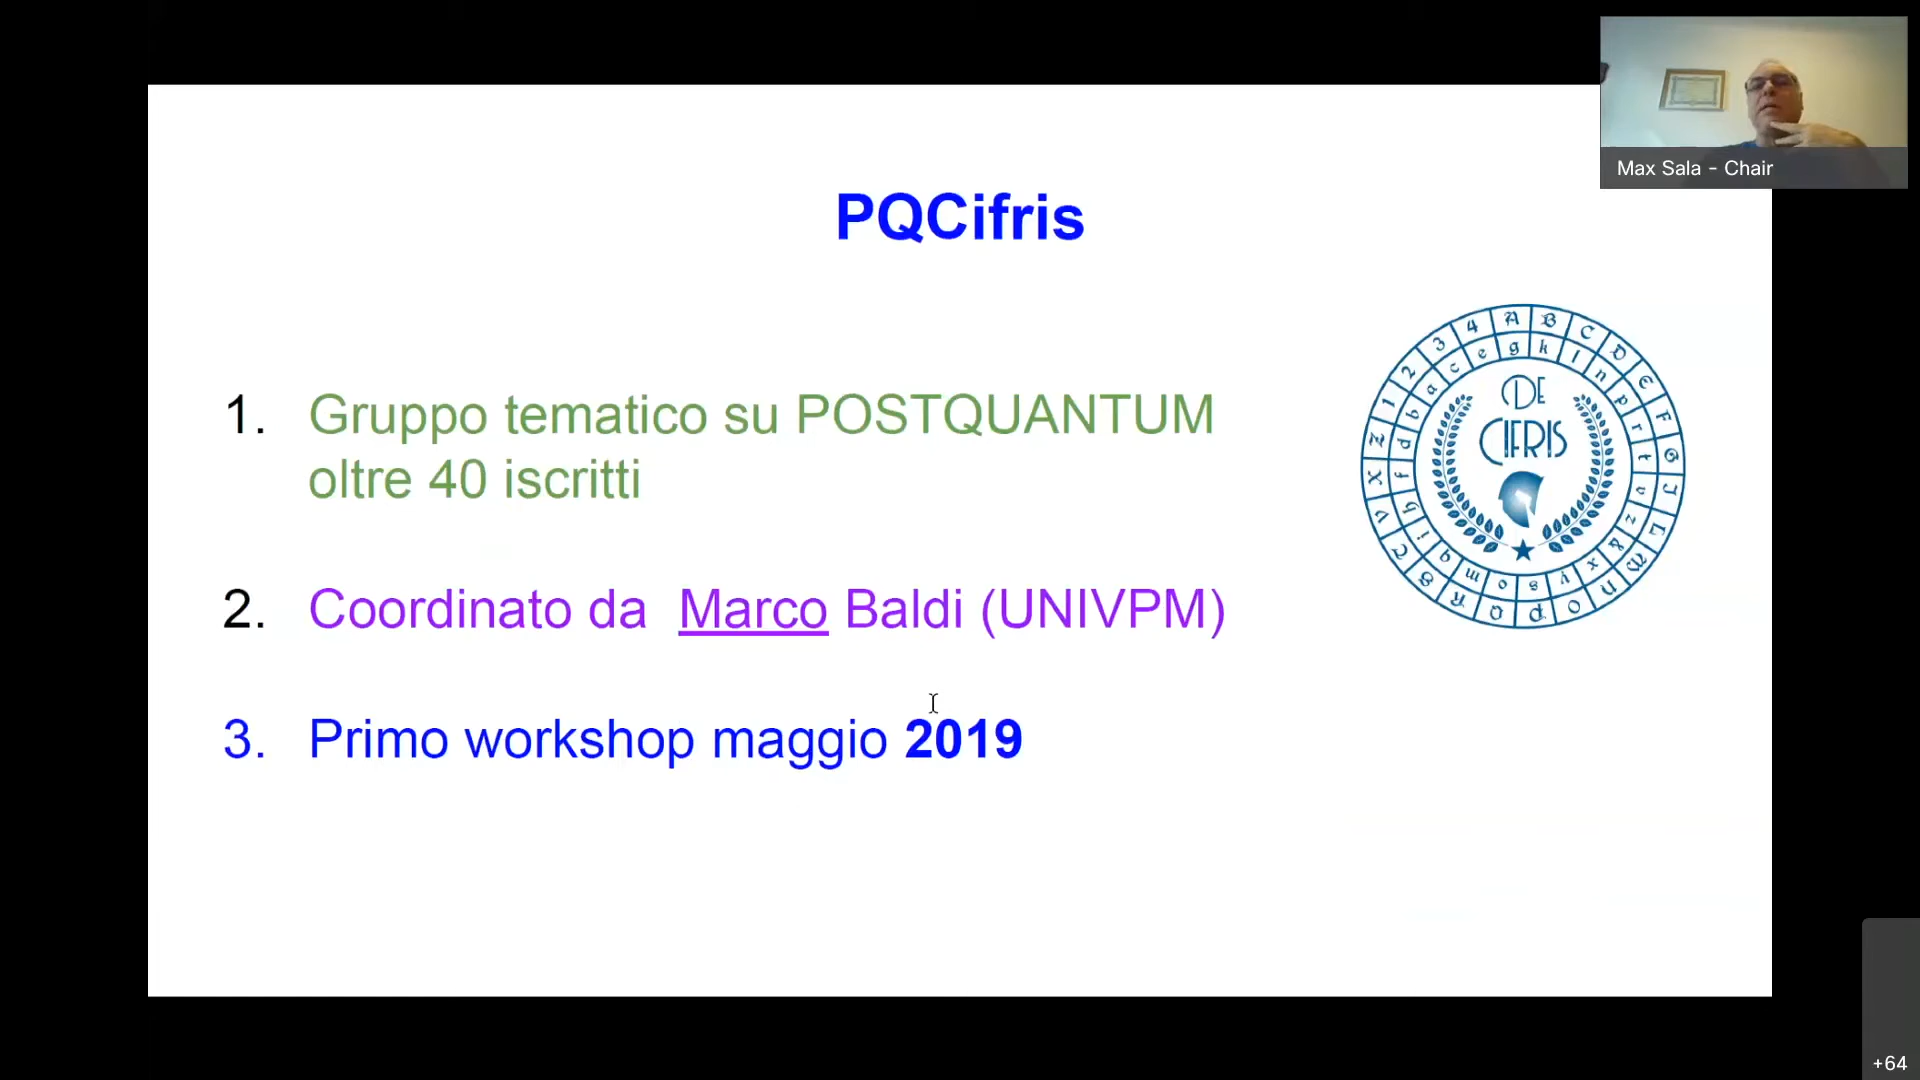 Max Sala - Chair
PQCifris
1. Gruppo tematico su POSTQUANTUM
oltre 40 iscritti
2. Coordinato da Marco Baldi (UNIVPM)
3. Primo workshop maggio 2019
DE
CIFRIS
+64